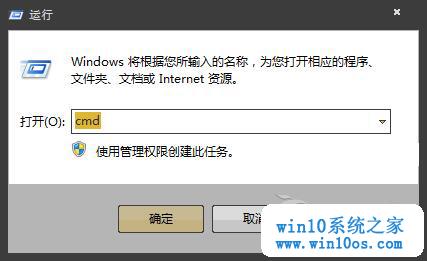 运行
Windows 将根据您所输入的名称，为您打开相应的程序、
文件夹、文档或 Internet 资源。
打开(O): cmd
使用管理权限创建此任务。
确定 取消
win10系统之家
www.win10os.com